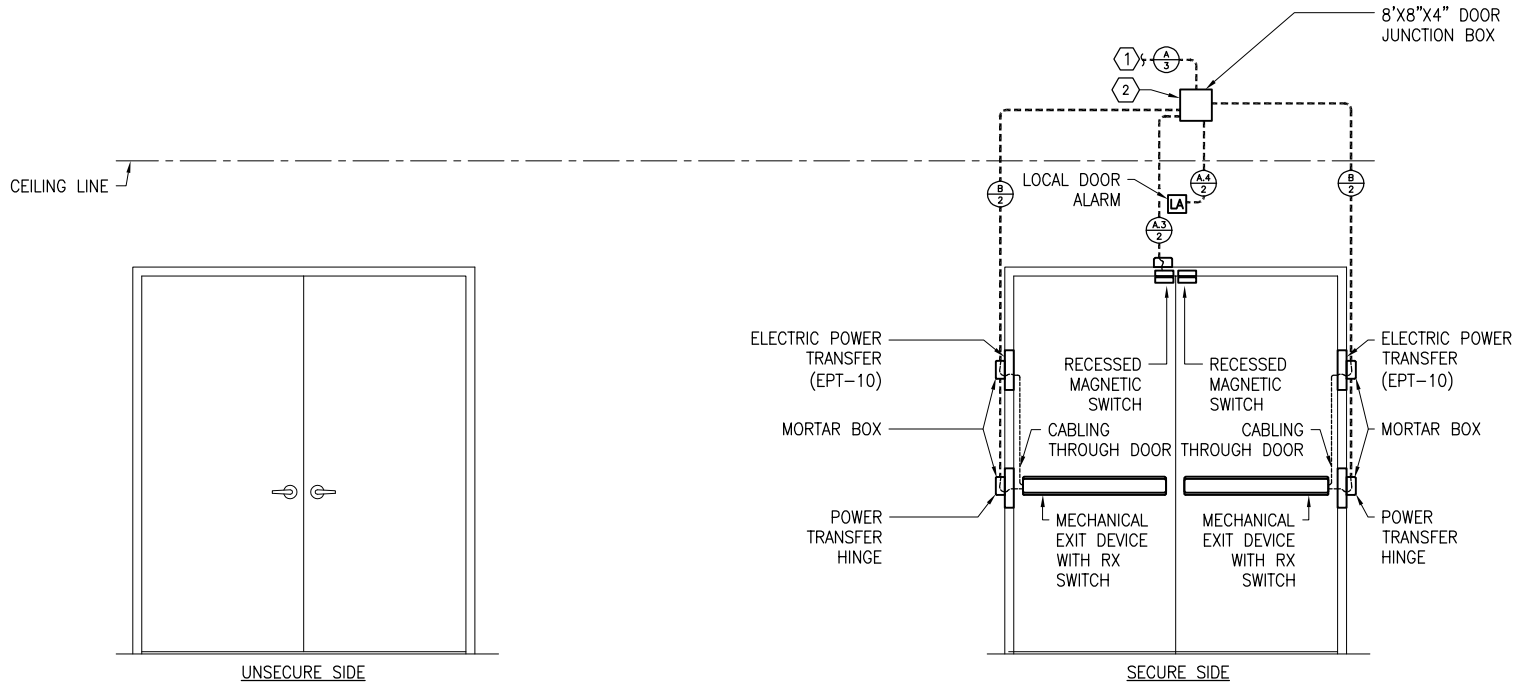 8'X8"X4" DOOR
JUNCTION BOX
1
A
3
2
CEILING LINE
B
2
LOCAL DOOR
ALARM
LA
A.4
2
B
2
A.3
2
ELECTRIC POWER
TRANSFER
(EPT-10)
RECESSED
MAGNETIC
SWITCH
RECESSED
MAGNETIC
SWITCH
ELECTRIC POWER
TRANSFER
(EPT-10)
MORTAR BOX
CABLING
THROUGH DOOR
CABLING
THROUGH DOOR
MORTAR BOX
POWER
TRANSFER
HINGE
MECHANICAL
EXIT DEVICE
WITH RX
SWITCH
MECHANICAL
EXIT DEVICE
WITH RX
SWITCH
POWER
TRANSFER
HINGE
UNSECURE SIDE
SECURE SIDE